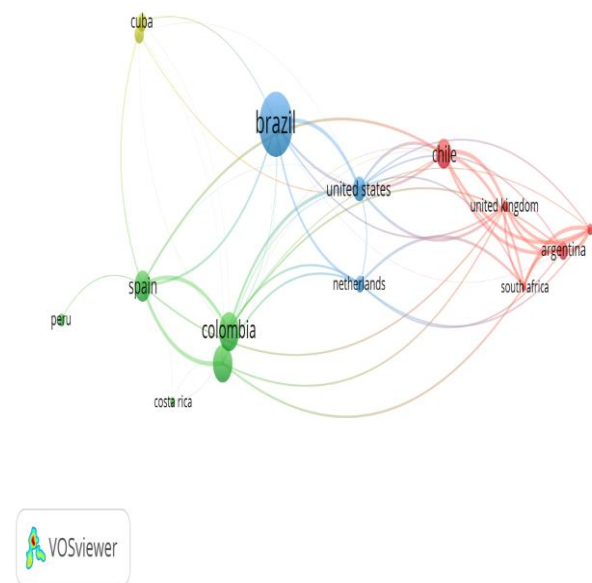 cuba
brazil
chile
united states
united kingdom
argentina
spain
netherlands
south africa
peru
colombia
costa rica
VOSviewer